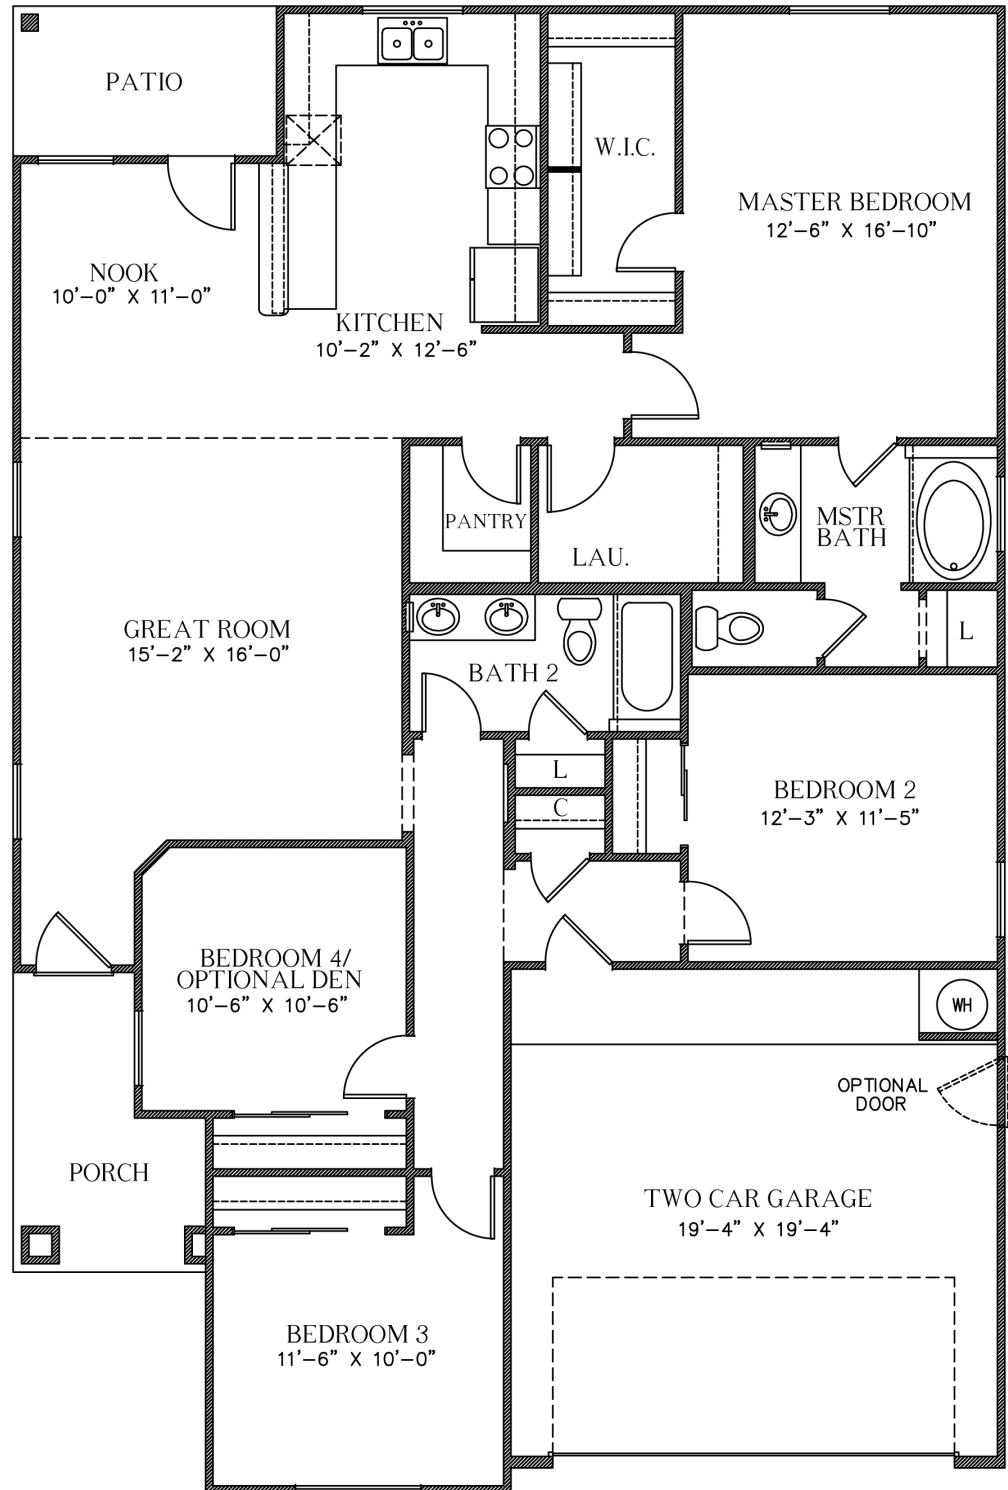 PATIO
W.I.C.
MASTER BEDROOM
12'-6" X 16'-10"
NOOK
10'-0" X 11'-0"
KITCHEN
10'-2" X 12'-6"
PANTRY
LAU.
MSTR
BATH
GREAT ROOM
15'-2" X 16'-0"
L
BATH 2
L
C
BEDROOM 2
12'-3" X 11'-5"
BEDROOM 4/
OPTIONAL DEN
10'-6" X 10'-6"
WH
OPTIONAL
DOOR
PORCH
TWO CAR GARAGE
19'-4" X 19'-4"
BEDROOM 3
11'-6" X 10'-0"